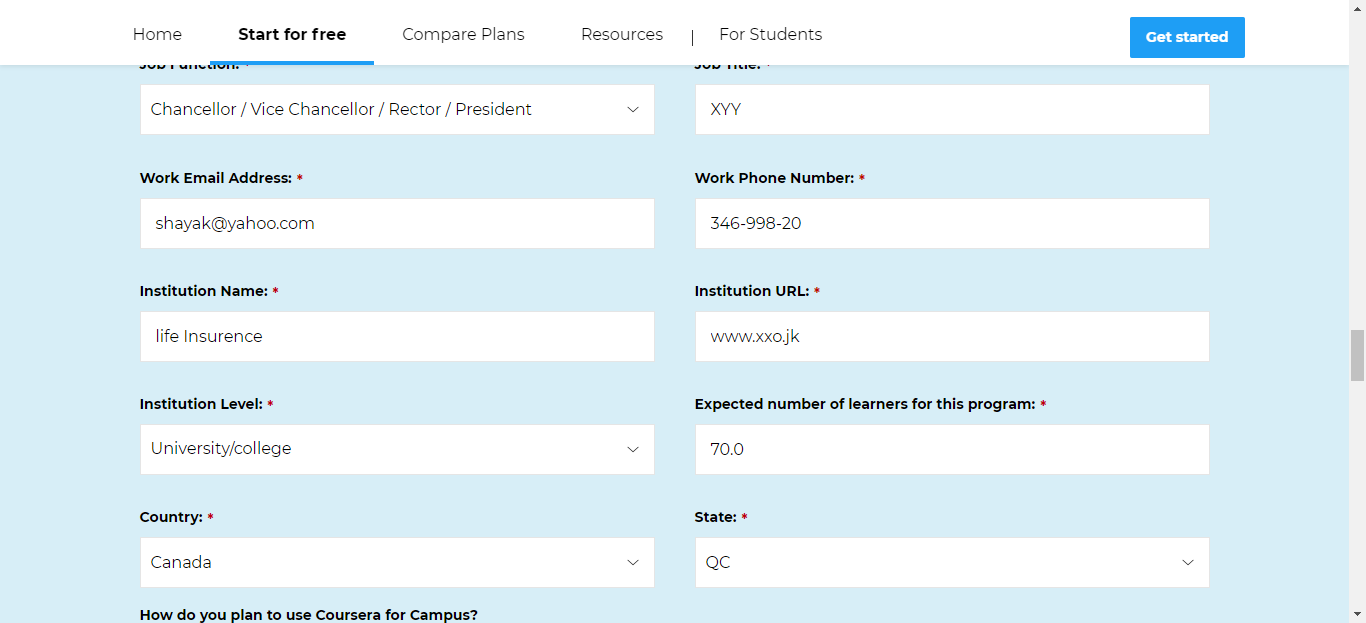 Home Start for free Compare Plans Resources | For Students Get started
Job Function: * Job Title: *
Chancellor / Vice Chancellor / Rector / President XYY
Work Email Address: * Work Phone Number: *
shayak@yahoo.com 346-998-20
Institution Name: * Institution URL: *
life Insurence www.xxo.jk
Institution Level: * Expected number of learners for this program: *
University/college 70.0
Country: * State: *
Canada QC
How do you plan to use Coursera for Campus?